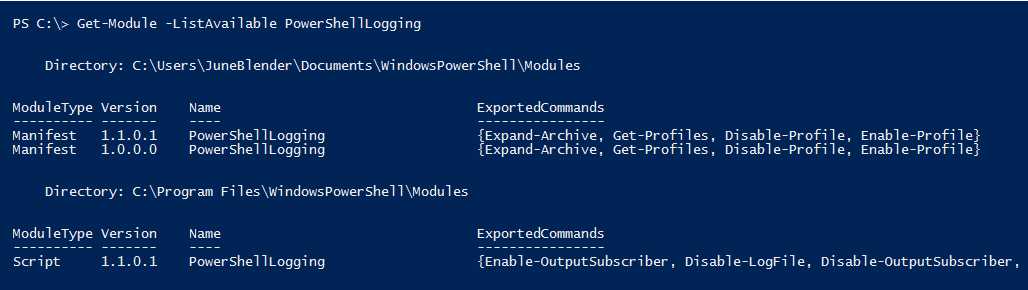 PS C:\> Get-Module -ListAvailable PowerShellLogging
Directory: C:\Users\JuneBlender\Documents\WindowsPowerShell\Modules
ModuleType Version    Name                                ExportedCommands
---------- -------    ----                                ----------------
Manifest   1.1.0.1    PowerShellLogging                   {Expand-Archive, Get-Profiles, Disable-Profile, Enable-Profile}
Manifest   1.0.0.0    PowerShellLogging                   {Expand-Archive, Get-Profiles, Disable-Profile, Enable-Profile}
Directory: C:\Program Files\WindowsPowerShell\Modules
ModuleType Version    Name                                ExportedCommands
---------- -------    ----                                ----------------
Script     1.1.0.1    PowerShellLogging                   {Enable-OutputSubscriber, Disable-LogFile, Disable-OutputSubscriber,